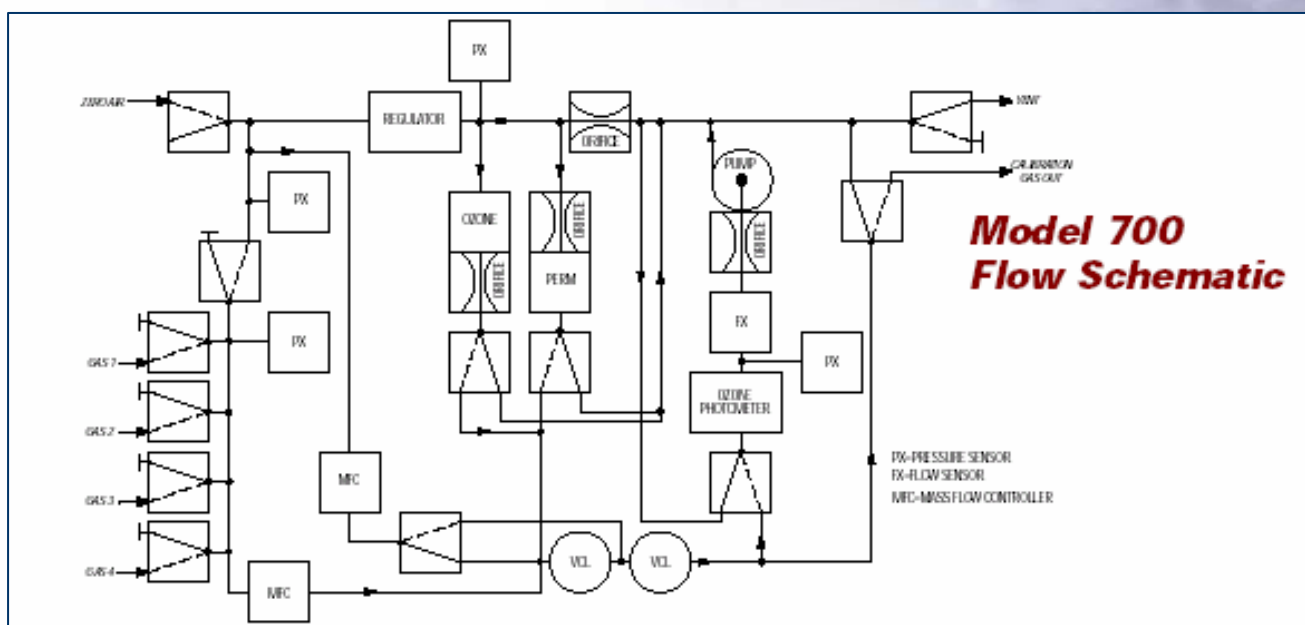 PX
ZERO AIR
VENT
REGULATOR
ORIFICE
CALIBRATION
GAS OUT
PUMP
PX
OZONE
ORIFICE
ORIFICE
ORIFICE
Model 700
Flow Schematic
PERM
FX
PX
PX
GAS 1
OZONE
PHOTOMETER
GAS 2
PX=PRESSURE SENSOR
FX=FLOW SENSOR
MFC=MASS FLOW CONTROLLER
MFC
GAS 3
VCL
VCL
GAS 4
MFC